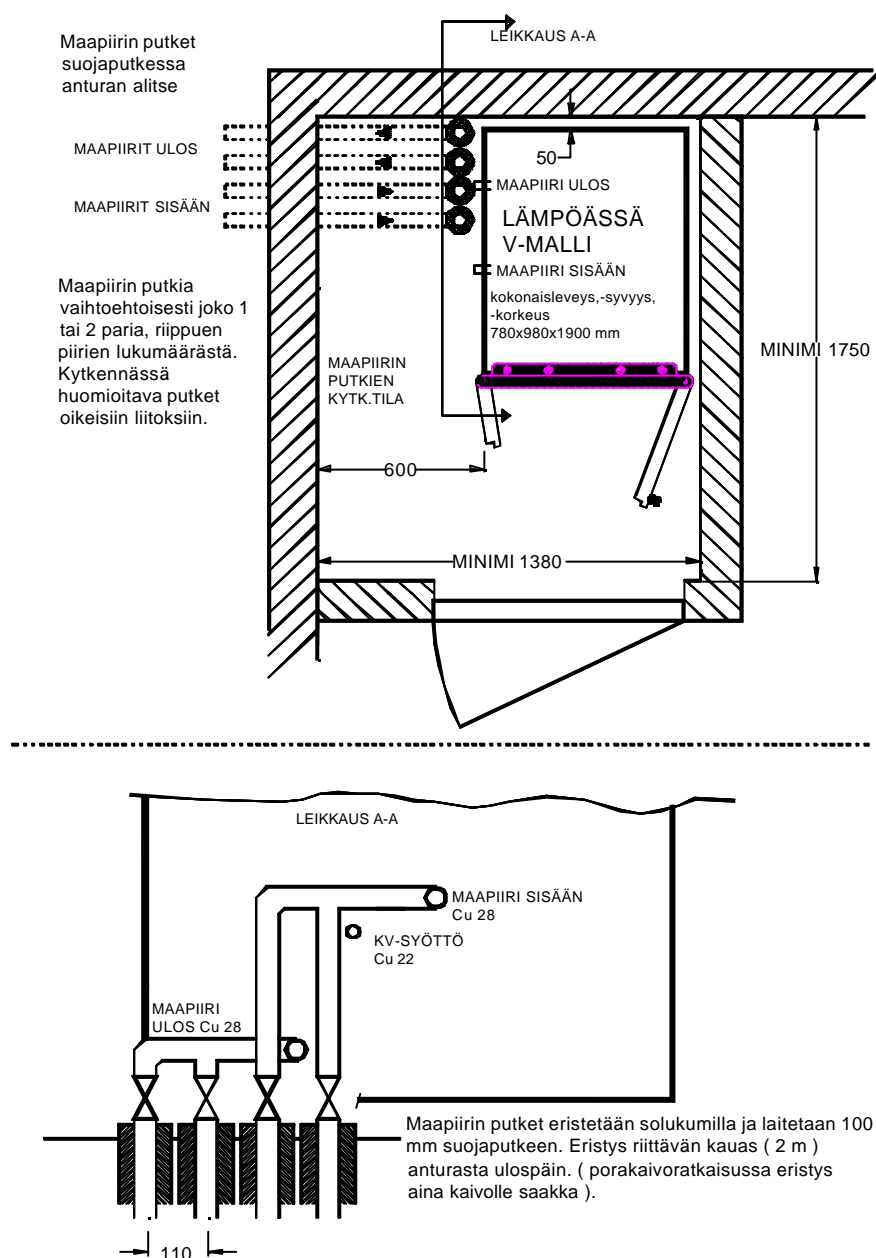 Maapiirin putket
suojaputkessa
anturan alitse
LEIKKAUS A-A
MAAPIIRIT ULOS
MAAPIIRIT SISÄÄN
50
MAAPIIRI ULOS
LÄMPÖÄSSÄ
V-MALLI
MAAPIIRI SISÄÄN
kokonaisleveys,-syvyys,
-korkeus
780x980x1900 mm
Maapiirin putkia
vaihtoehtoisesti joko 1
tai 2 paria, riippuen
piirien lukumäärästä.
Kytkennässä
huomioitava putket
oikeisiin liitoksiin.
MINIMI 1750
MAAPIIRIN
PUTKIEN
KYTK.TILA
600
MINIMI 1380
LEIKKAUS A-A
MAAPIIRI SISÄÄN
Cu 28
KV-SYÖTTÖ
Cu 22
MAAPIIRI
ULOS Cu 28
Maapiirin putket eristetään solukumilla ja laitetaan 100
mm suojaputkeen. Eristys riittävän kauas ( 2 m )
anturasta ulospäin. ( porakaivoratkaisussa eristys
aina kaivolle saakka ).
110